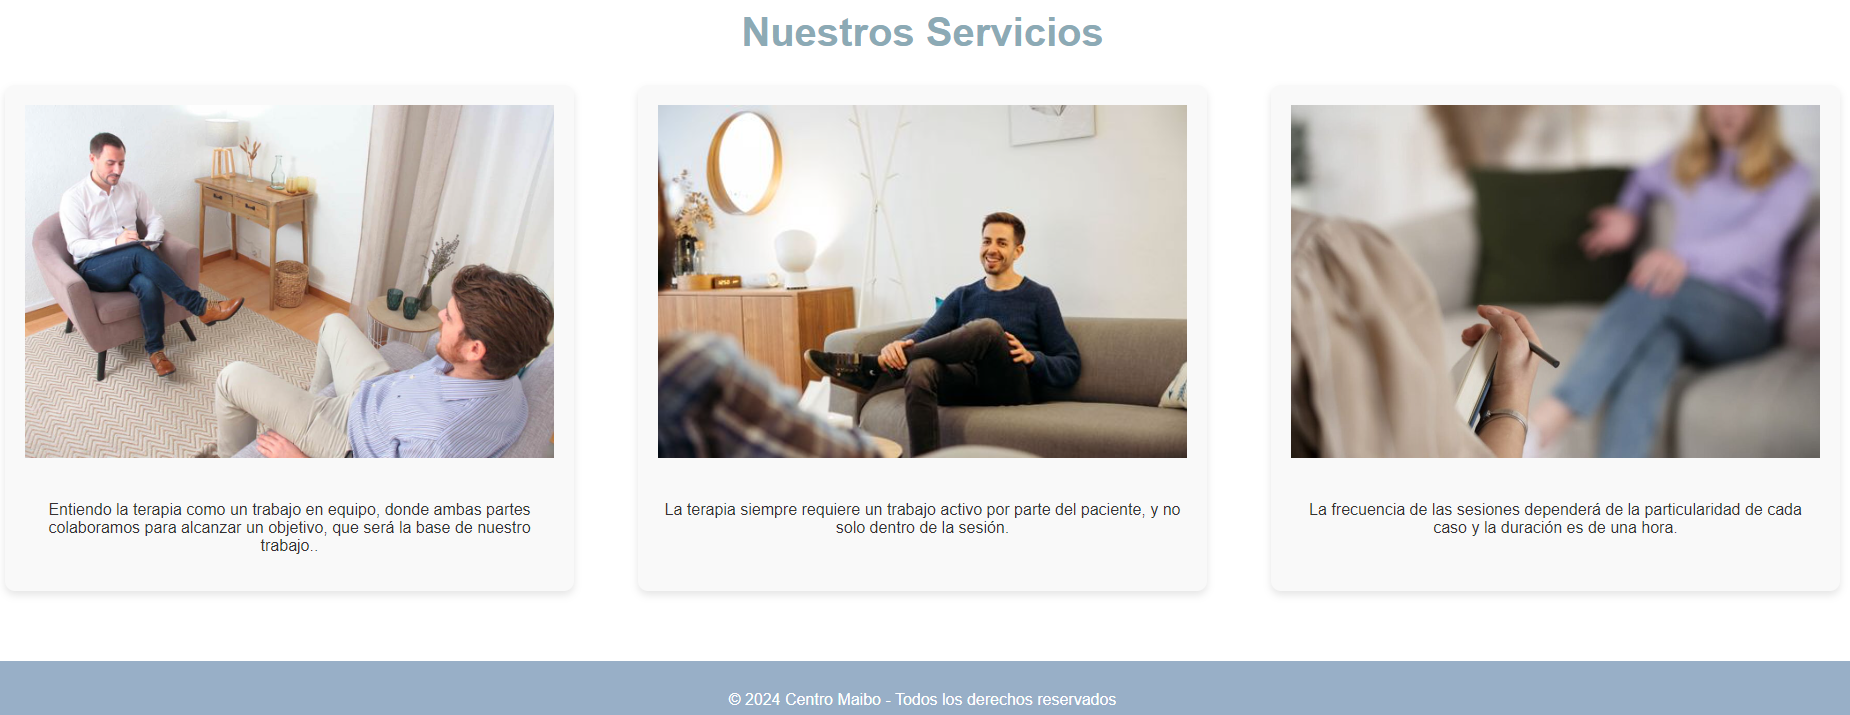 Nuestros Servicios
Entiendo la terapia como un trabajo en equipo, donde ambas partes
colaboramos para alcanzar un objetivo, que será la base de nuestro
trabajo..
La terapia siempre requiere un trabajo activo por parte del paciente, y no
solo dentro de la sesión.
La frecuencia de las sesiones dependerá de la particularidad de cada
caso y la duración es de una hora.
© 2024 Centro Maibo - Todos los derechos reservados